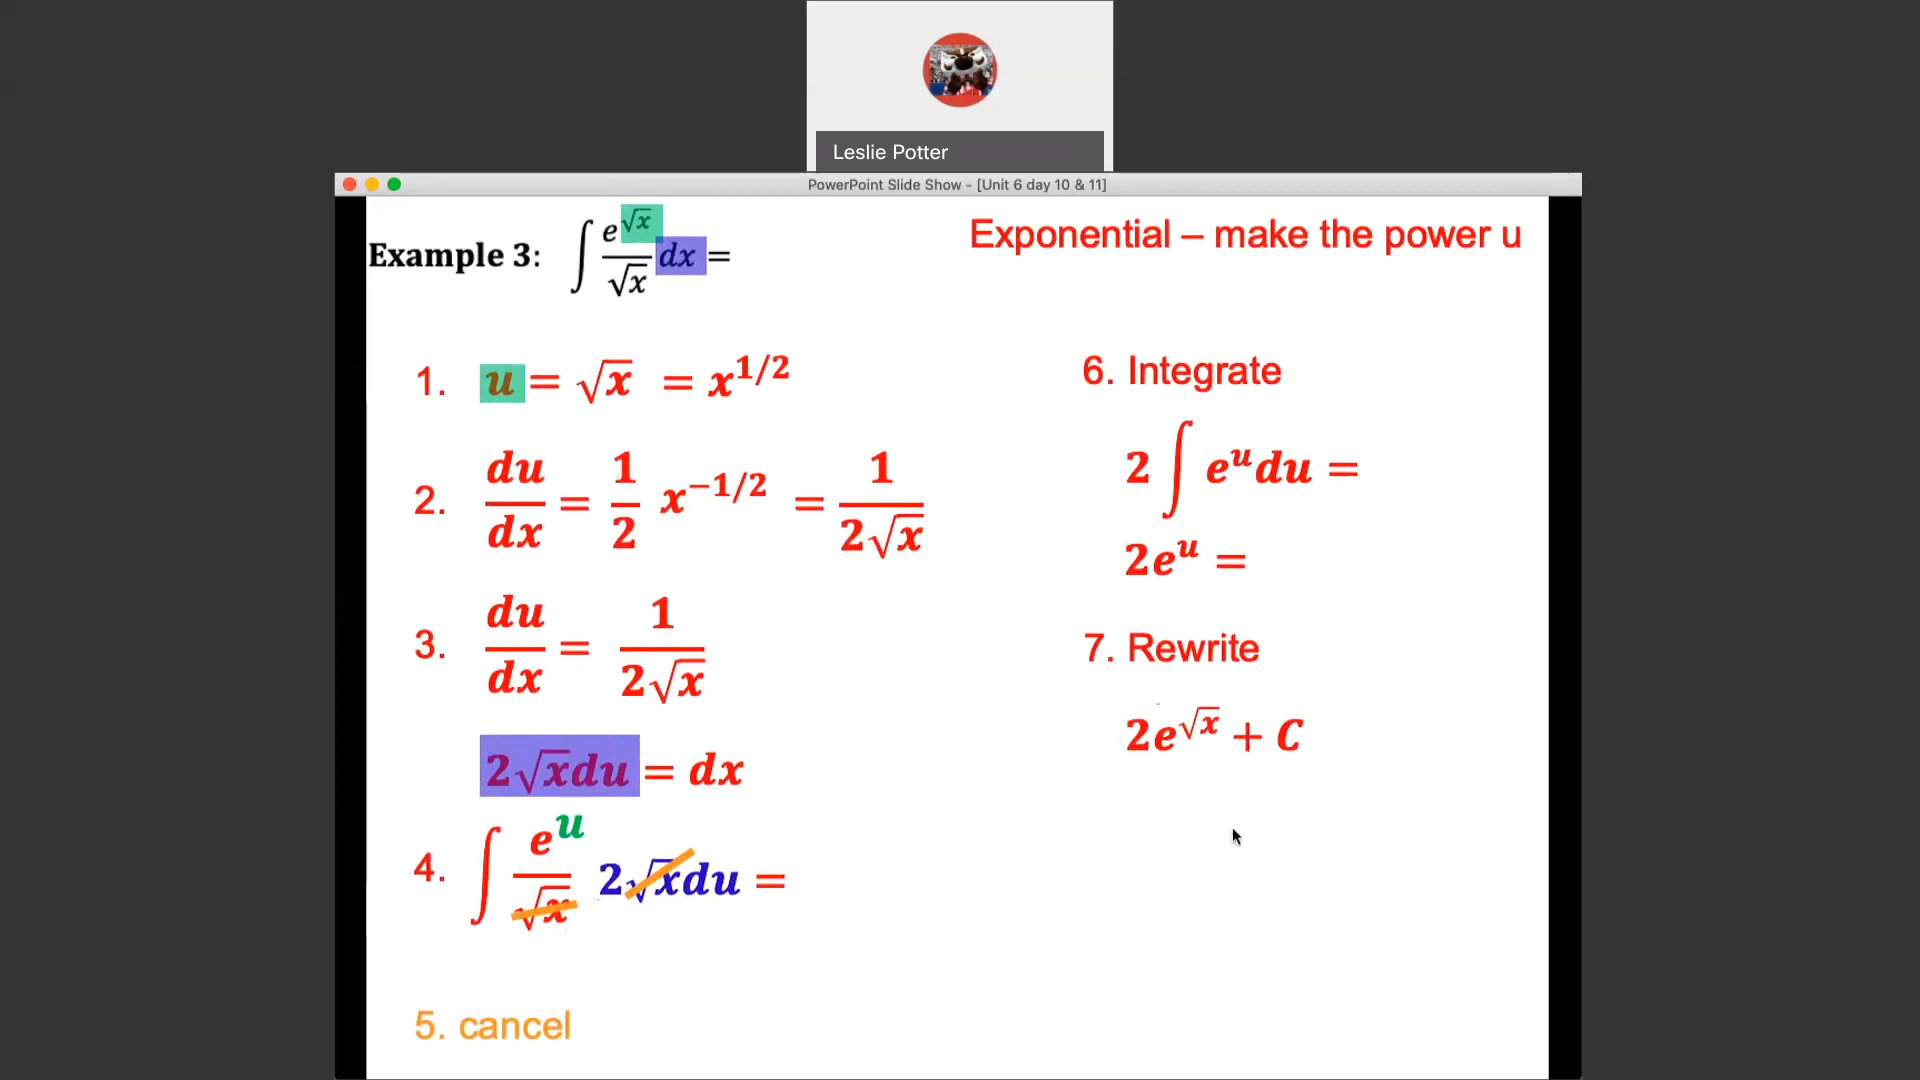 Leslie Potter
PowerPoint Slide Show - [Unit 6 day 10 & 11]
Example 3: ∫ e^√x / √x dx =
Exponential – make the power u
1. u = √x = x^1/2
2. du/dx = 1/2 x^−1/2 = 1/2√x
3. du/dx = 1/2√x
2√x du = dx
4. ∫ e^u / √x 2√x du =
5. cancel
6. Integrate
2 ∫ e^u du =
2e^u =
7. Rewrite
2e^√x + C